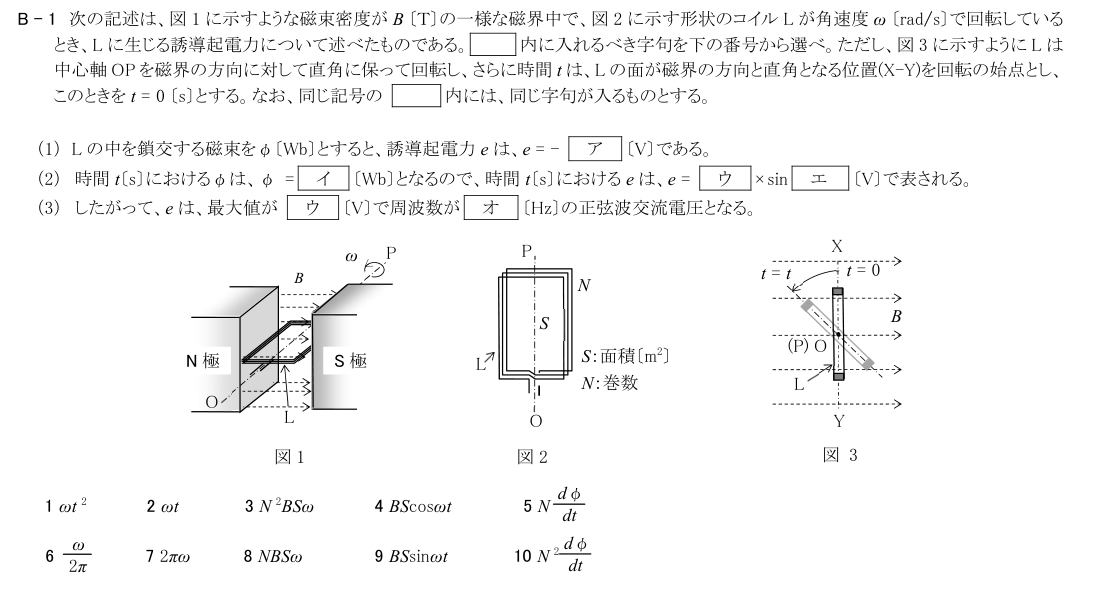 B－1 次の記述は、図1に示すような磁束密度が B〔T〕の一様な磁界中で、図2に示す形状のコイルLが角速度 ω〔rad/s〕で回転している
とき、Lに生じる誘導起電力について述べたものである。□内に入れるべき字句を下の番号から選べ。ただし、図3に示すようにLは
中心軸OPを磁界の方向に対して直角に保って回転し、さらに時間 t は、Lの面が磁界の方向と直角となる位置(X-Y)を回転の始点とし、
このときを t = 0〔s〕とする。なお、同じ記号の □ 内には、同じ字句が入るものとする。
(1) Lの中を鎖交する磁束をφ〔Wb〕とすると、誘導起電力 e は、e = − ア 〔V〕である。
(2) 時間 t〔s〕におけるφは、φ = イ 〔Wb〕となるので、時間 t〔s〕における e は、e = ウ ×sin エ 〔V〕で表される。
(3) したがって、e は、最大値が ウ 〔V〕で周波数が オ 〔Hz〕の正弦波交流電圧となる。
ω
P
B
N極
S極
O
L
図1
P
N
S
L
S:面積〔m²〕
N:巻数
O
図2
X
t = t
t = 0
B
(P) O
L
Y
図 3
1 ωt²
2 ωt
3 N²BSω
4 BScosωt
5 N dφ/dt
6 ω/2π
7 2πω
8 NBSω
9 BSsinωt
10 N² dφ/dt